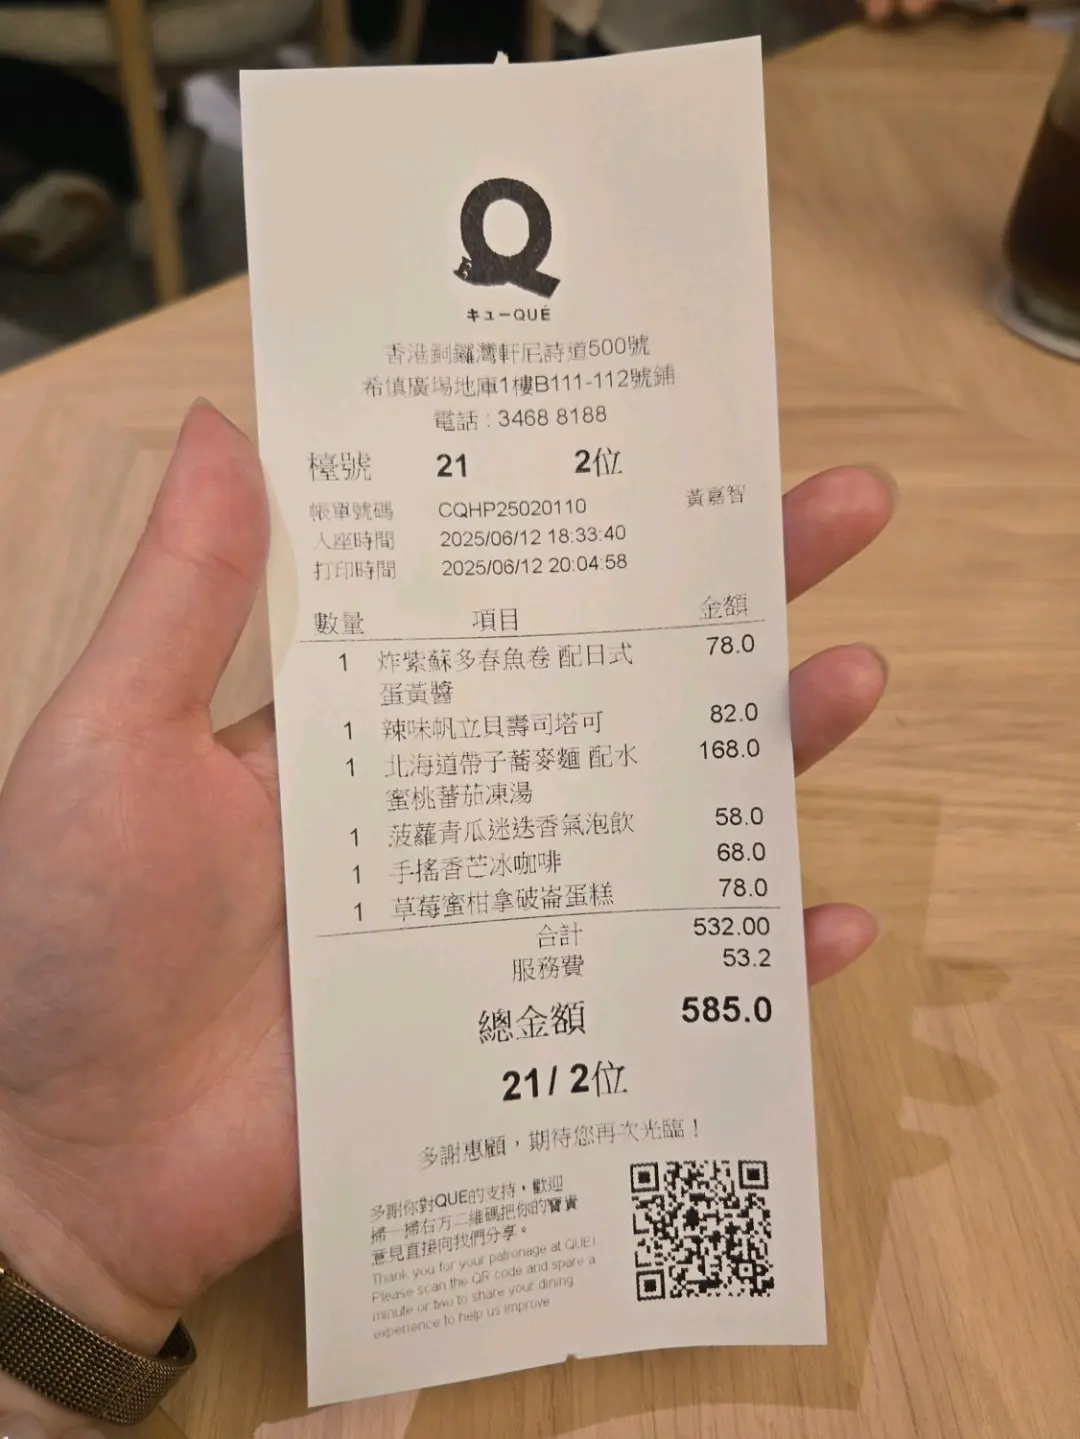 Q
キューQUÉ
香港銅鑼灣軒尼詩道500號
希慎廣場地庫1樓B111-112號鋪
電話：3468 8188
檯號 21 2位
帳單號碼 CQHP25020110 黃嘉智
入座時間 2025/06/12 18:33:40
打印時間 2025/06/12 20:04:58
數量 項目 金額
1 炸紫蘇多春魚卷 配日式 78.0
蛋黃醬
1 辣味帆立貝壽司塔可 82.0
1 北海道帶子蕎麥麵 配水 168.0
蜜桃蕃茄凍湯
1 菠蘿青瓜迷迭香氣泡飲 58.0
1 手搖香芒冰咖啡 68.0
1 草莓蜜柑拿破崙蛋糕 78.0
合計 532.00
服務費 53.2
總金額 585.0
21/ 2位
多謝惠顧，期待您再次光臨！
多謝你對QUE的支持，歡迎
掃一掃右方二維碼把你的寶貴
意見直接向我們分享。
Thank you for your patronage at QUE!
Please scan the QR code and spare a
minute or two to share your dining
experience to help us improve